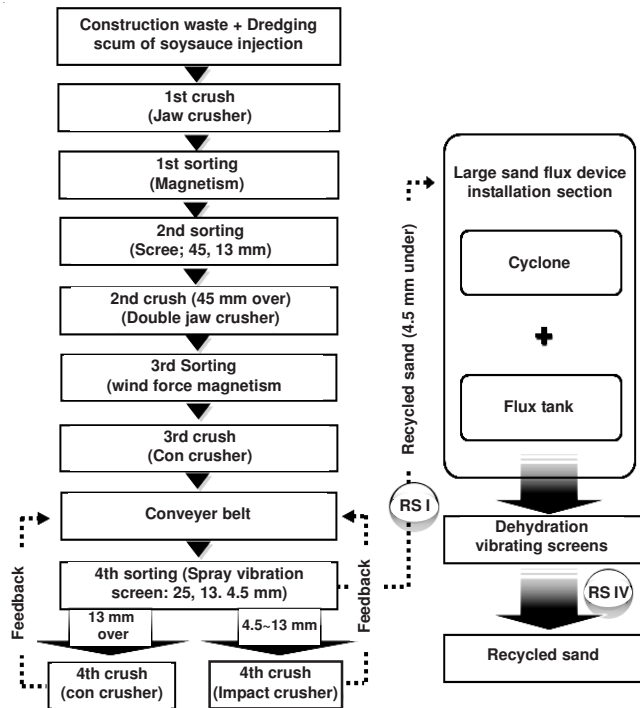 Construction waste + Dredging
scum of soysauce injection
1st crush
(Jaw crusher)
1st sorting
(Magnetism)
2nd sorting
(Scree; 45, 13 mm)
2nd crush (45 mm over)
(Double jaw crusher)
3rd Sorting
(wind force magnetism
3rd crush
(Con crusher)
Conveyer belt
4th sorting (Spray vibration
screen: 25, 13. 4.5 mm)
13 mm
over
4.5~13 mm
Feedback
Feedback
4th crush
(con crusher)
4th crush
(Impact crusher)
RS I
Recycled sand (4.5 mm under)
Large sand flux device
installation section
Cyclone
+
Flux tank
Dehydration
vibrating screens
RS IV
Recycled sand